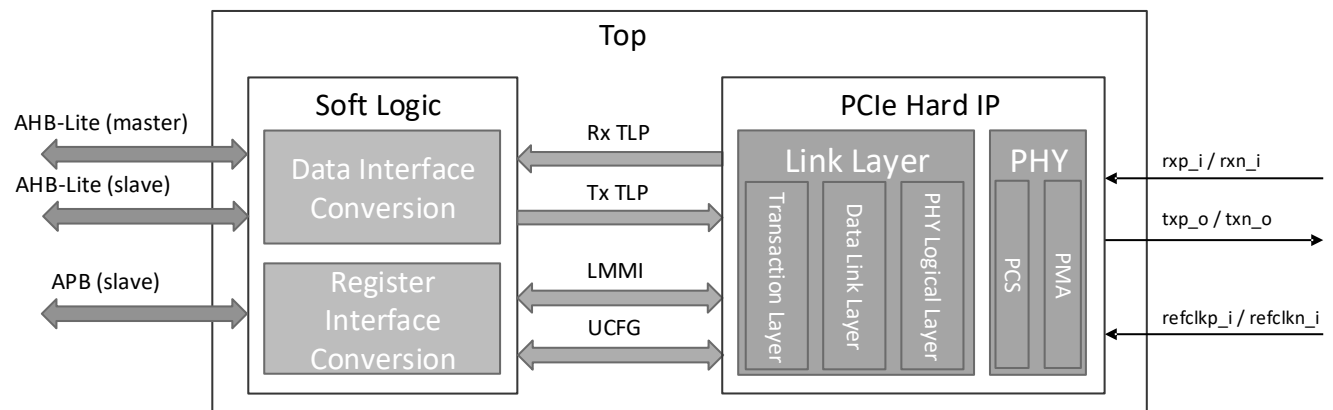 Top
Soft Logic
PCIe Hard IP
AHB-Lite (master)
AHB-Lite (slave)
APB (slave)
Data Interface
Conversion
Register
Interface
Conversion
Rx TLP
Tx TLP
LMMI
UCFG
Link Layer
Transaction Layer
Data Link Layer
PHY Logical Layer
PHY
PCS
PMA
rxp_i / rxn_i
txp_o / txn_o
refclkp_i / refclkn_i